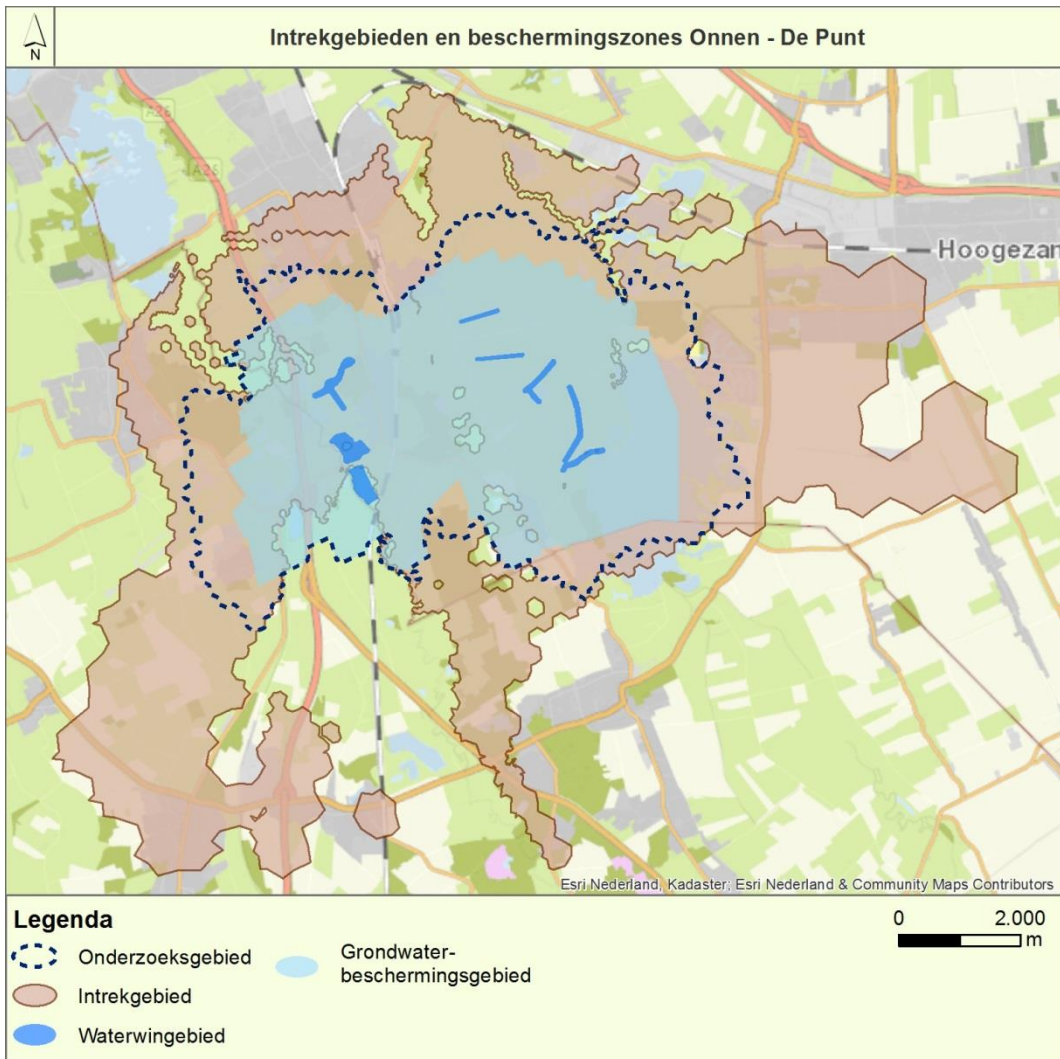 Intrekgebieden en beschermingszones Onnen - De Punt
N
A28
A28
Hoogezan
Esri Nederland, Kadaster; Esri Nederland & Community Maps Contributors
Legenda
Onderzoeksgebied
Intrekgebied
Waterwingebied
Grondwater-
beschermingsgebied
0 2.000
m